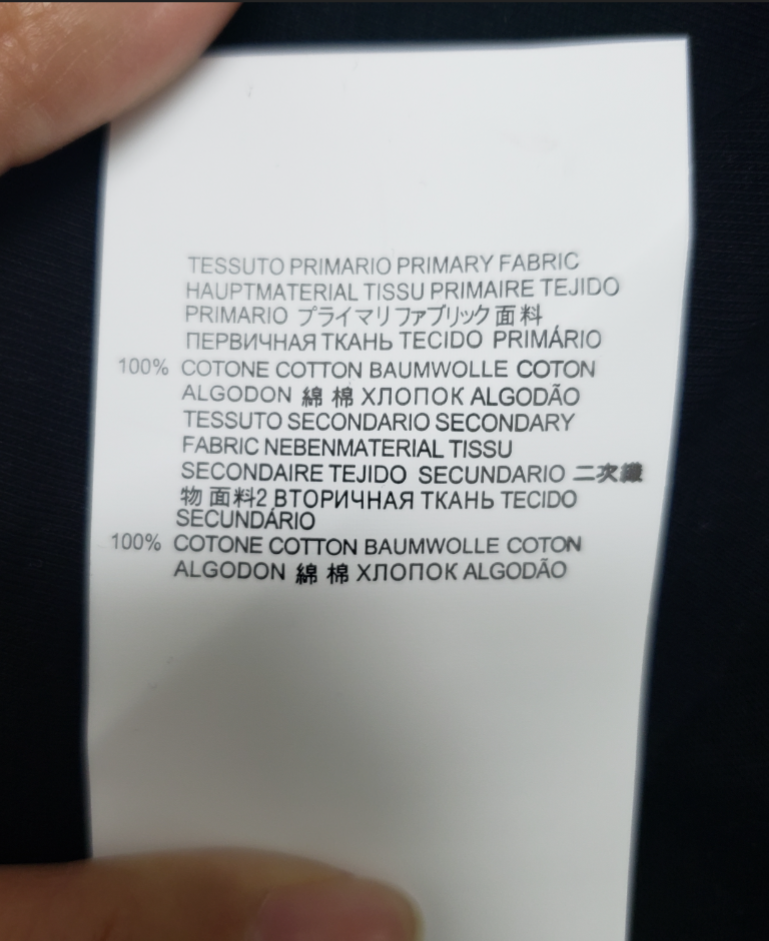 TESSUTO PRIMARIO PRIMARY FABRIC
HAUPTMATERIAL TISSU PRIMAIRE TEJIDO
PRIMARIO プライマリファブリック 面料
ПЕРВИЧНАЯ ТКАНЬ TECIDO PRIMÁRIO
100% COTONE COTTON BAUMWOLLE COTON
ALGODON 綿 棉 ХЛОПОК ALGODÃO
TESSUTO SECONDARIO SECONDARY
FABRIC NEBENMATERIAL TISSU
SECONDAIRE TEJIDO SECUNDARIO 二次織
物 面料2 ВТОРИЧНАЯ ТКАНЬ TECIDO
SECUNDÁRIO
100% COTONE COTTON BAUMWOLLE COTON
ALGODON 綿 棉 ХЛОПОК ALGODÃO